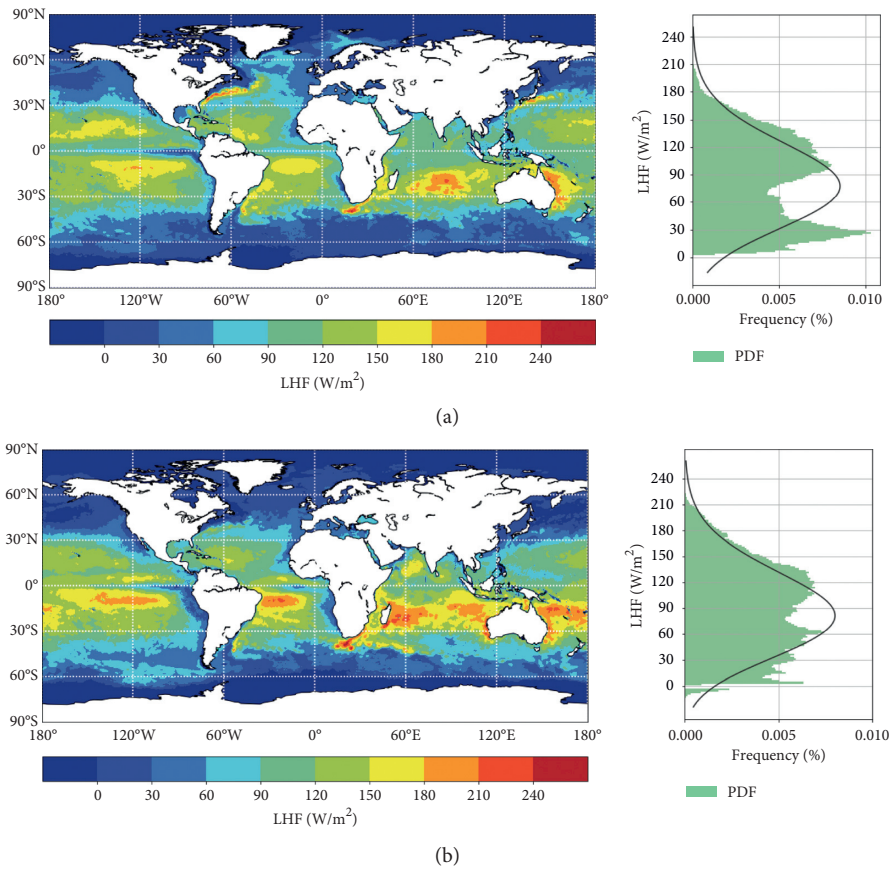 90°N
60°N
30°N
0°
30°S
60°S
90°S
180° 120°W 60°W 0° 60°E 120°E 180°
0 30 60 90 120 150 180 210 240
LHF (W/m²)
LHF (W/m²)
240
210
180
150
120
90
60
30
0
0.000 0.005 0.010
Frequency (%)
PDF
(a)
90°N
60°N
30°N
0°
30°S
60°S
90°S
180° 120°W 60°W 0° 60°E 120°E 180°
0 30 60 90 120 150 180 210 240
LHF (W/m²)
LHF (W/m²)
240
210
180
150
120
90
60
30
0
0.000 0.005 0.010
Frequency (%)
PDF
(b)